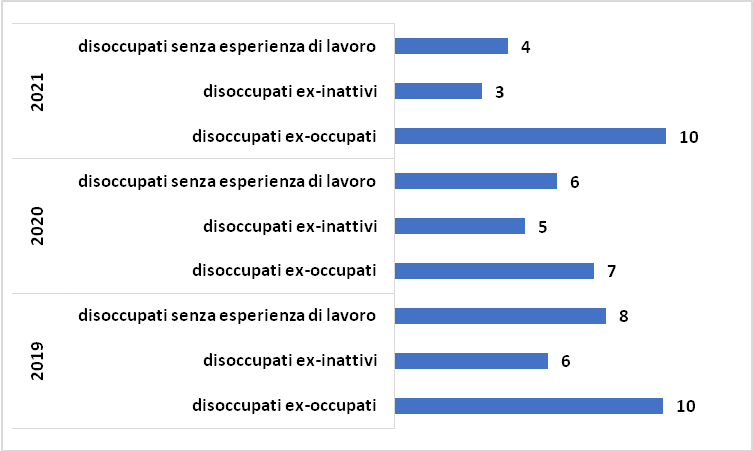 2021
disoccupati senza esperienza di lavoro 4
disoccupati ex-inattivi 3
disoccupati ex-occupati 10
2020
disoccupati senza esperienza di lavoro 6
disoccupati ex-inattivi 5
disoccupati ex-occupati 7
2019
disoccupati senza esperienza di lavoro 8
disoccupati ex-inattivi 6
disoccupati ex-occupati 10